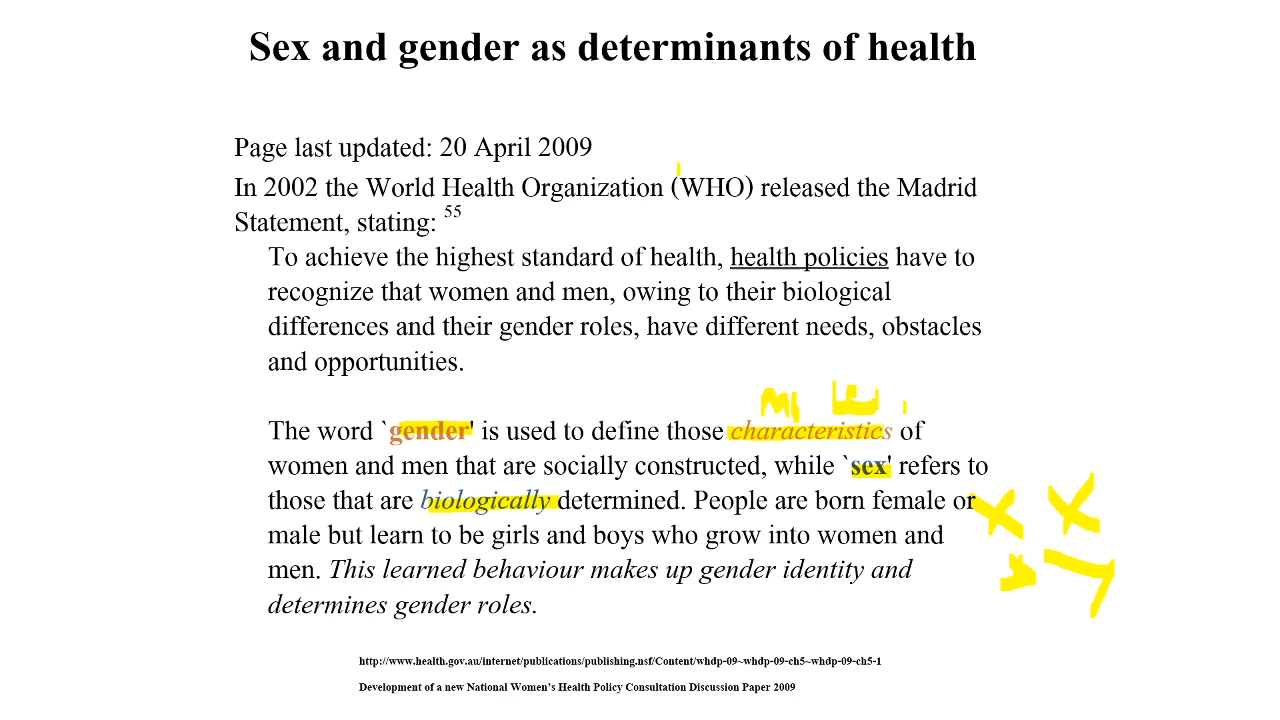 Sex and gender as determinants of health
Page last updated: 20 April 2009
In 2002 the World Health Organization (WHO) released the Madrid
Statement, stating: 55
To achieve the highest standard of health, health policies have to
recognize that women and men, owing to their biological
differences and their gender roles, have different needs, obstacles
and opportunities.
The word `gender' is used to define those characteristics of
women and men that are socially constructed, while `sex' refers to
those that are biologically determined. People are born female or
male but learn to be girls and boys who grow into women and
men. This learned behaviour makes up gender identity and
determines gender roles.
http://www.health.gov.au/internet/publications/publishing.nsf/Content/whdp-09~whdp-09-ch5~whdp-09-ch5-1
Development of a new National Women's Health Policy Consultation Discussion Paper 2009